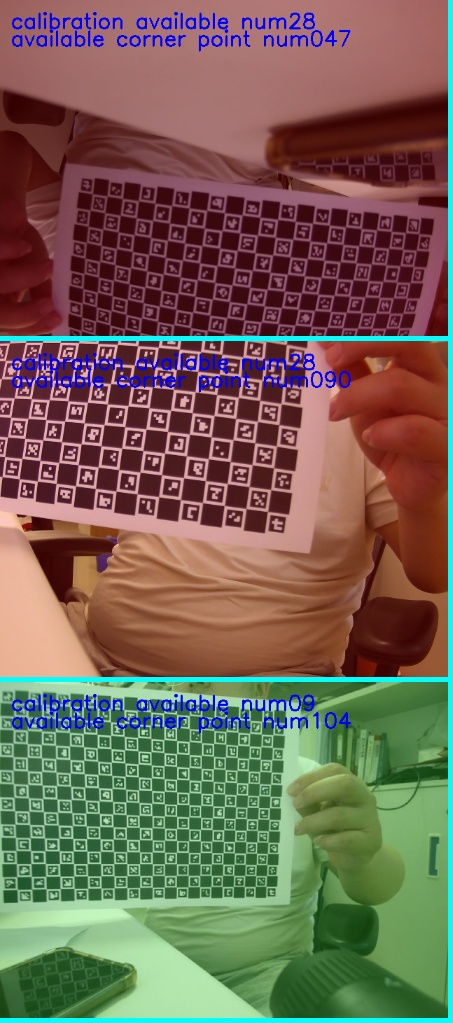 calibration available num28
available corner point num047
calibration available num28
available corner point num090
calibration available num09
available corner point num104